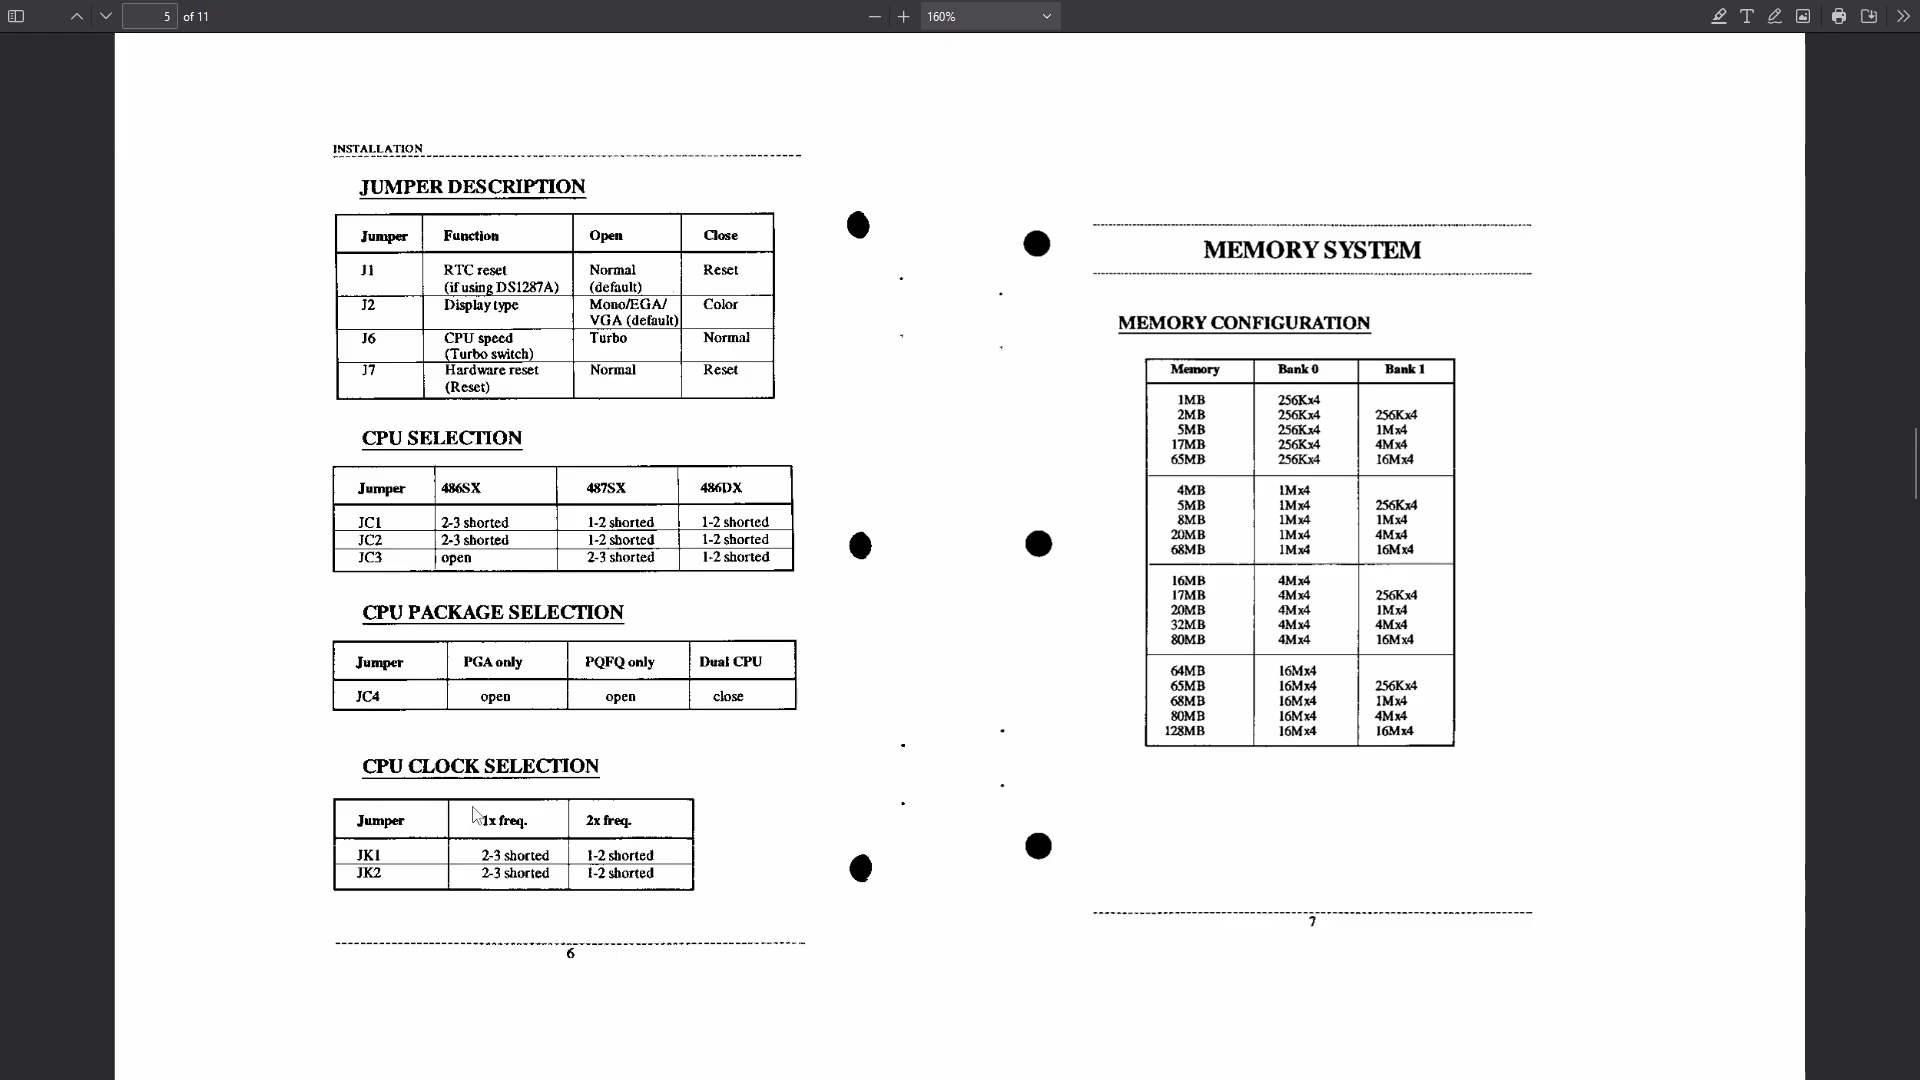 5 of 11 160%
INSTALLATION
JUMPER DESCRIPTION
Jumper Function Open Close
J1 RTC reset Normal Reset
(if using DS1287A) (default)
J2 Display type Mono/EGA/ Color
VGA (default)
J6 CPU speed Turbo Normal
(Turbo switch)
J7 Hardware reset Normal Reset
(Reset)
CPU SELECTION
Jumper 486SX 487SX 486DX
JC1 2-3 shorted 1-2 shorted 1-2 shorted
JC2 2-3 shorted 1-2 shorted 1-2 shorted
JC3 open 2-3 shorted 1-2 shorted
CPU PACKAGE SELECTION
Jumper PGA only PQFQ only Dual CPU
JC4 open open close
CPU CLOCK SELECTION
Jumper 1x freq. 2x freq.
JK1 2-3 shorted 1-2 shorted
JK2 2-3 shorted 1-2 shorted
6
MEMORY SYSTEM
MEMORY CONFIGURATION
Memory Bank 0 Bank 1
1MB 256Kx4
2MB 256Kx4 256Kx4
5MB 256Kx4 1Mx4
17MB 256Kx4 4Mx4
65MB 256Kx4 16Mx4
4MB 1Mx4
5MB 1Mx4 256Kx4
8MB 1Mx4 1Mx4
20MB 1Mx4 4Mx4
68MB 1Mx4 16Mx4
16MB 4Mx4
17MB 4Mx4 256Kx4
20MB 4Mx4 1Mx4
32MB 4Mx4 4Mx4
80MB 4Mx4 16Mx4
64MB 16Mx4
65MB 16Mx4 256Kx4
68MB 16Mx4 1Mx4
80MB 16Mx4 4Mx4
128MB 16Mx4 16Mx4
7